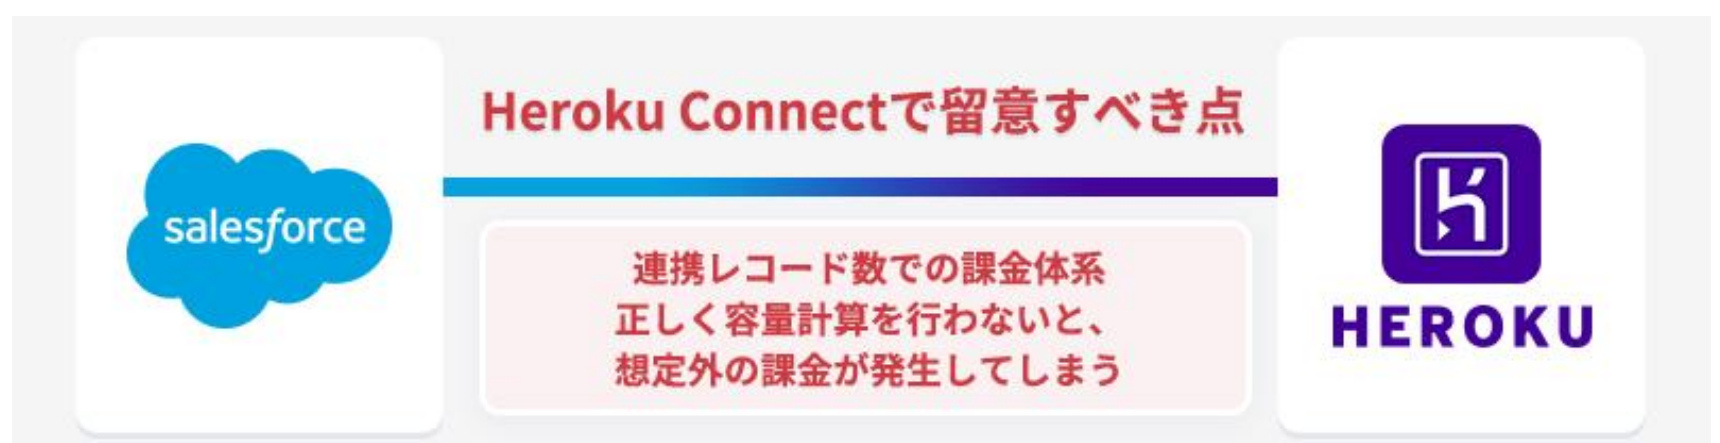 Heroku Connectで留意すべき点
salesforce
連携レコード数での課金体系
正しく容量計算を行わないと、
想定外の課金が発生してしまう
HEROKU